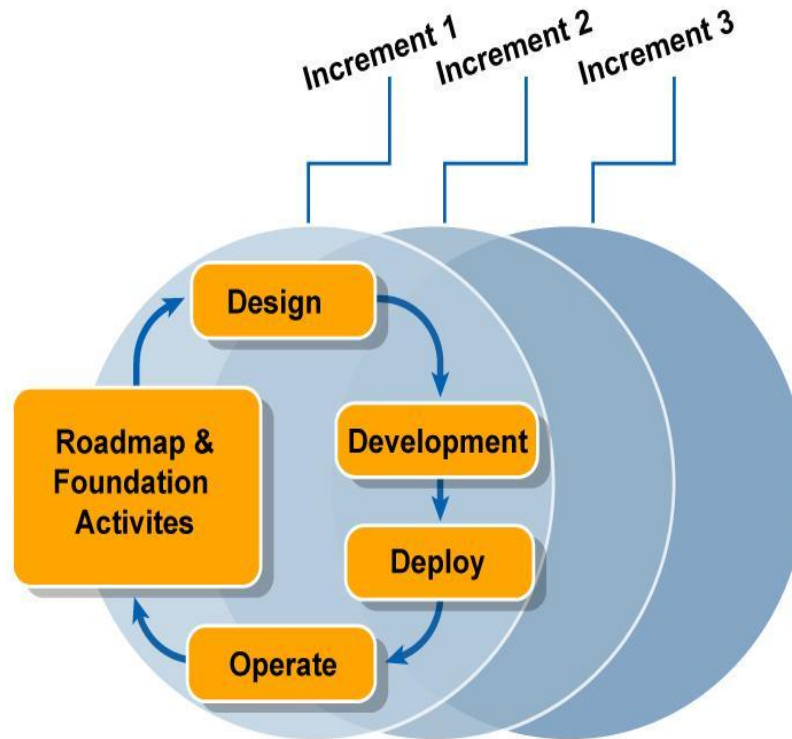 Increment 1
Increment 2
Increment 3
Design
Development
Roadmap &
Foundation
Activites
Deploy
Operate